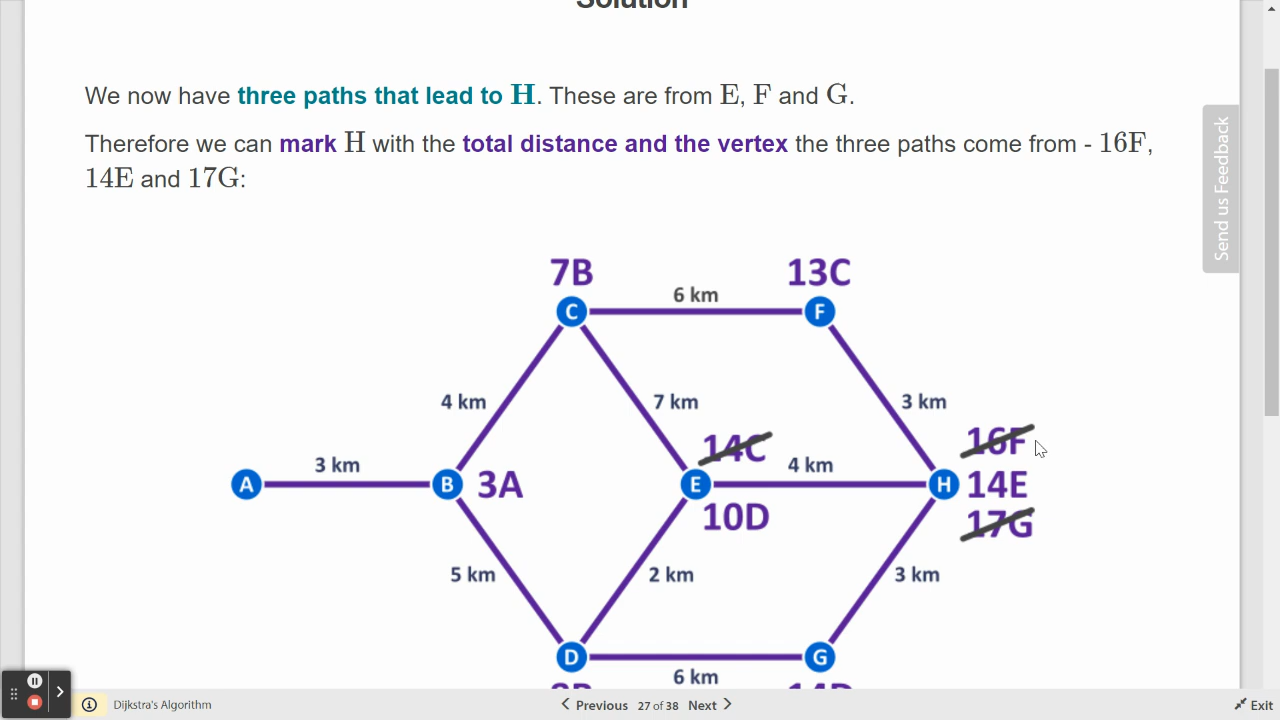 Solution
We now have three paths that lead to H. These are from E, F and G.
Therefore we can mark H with the total distance and the vertex the three paths come from - 16F,
14E and 17G:
Send us Feedback
7B
13C
6 km
C
F
4 km
7 km
3 km
14C
16F
3 km
4 km
A
B
3A
E
H
14E
10D
17G
5 km
2 km
3 km
D
G
6 km
Dijkstra's Algorithm
Previous 27 of 38 Next
Exit